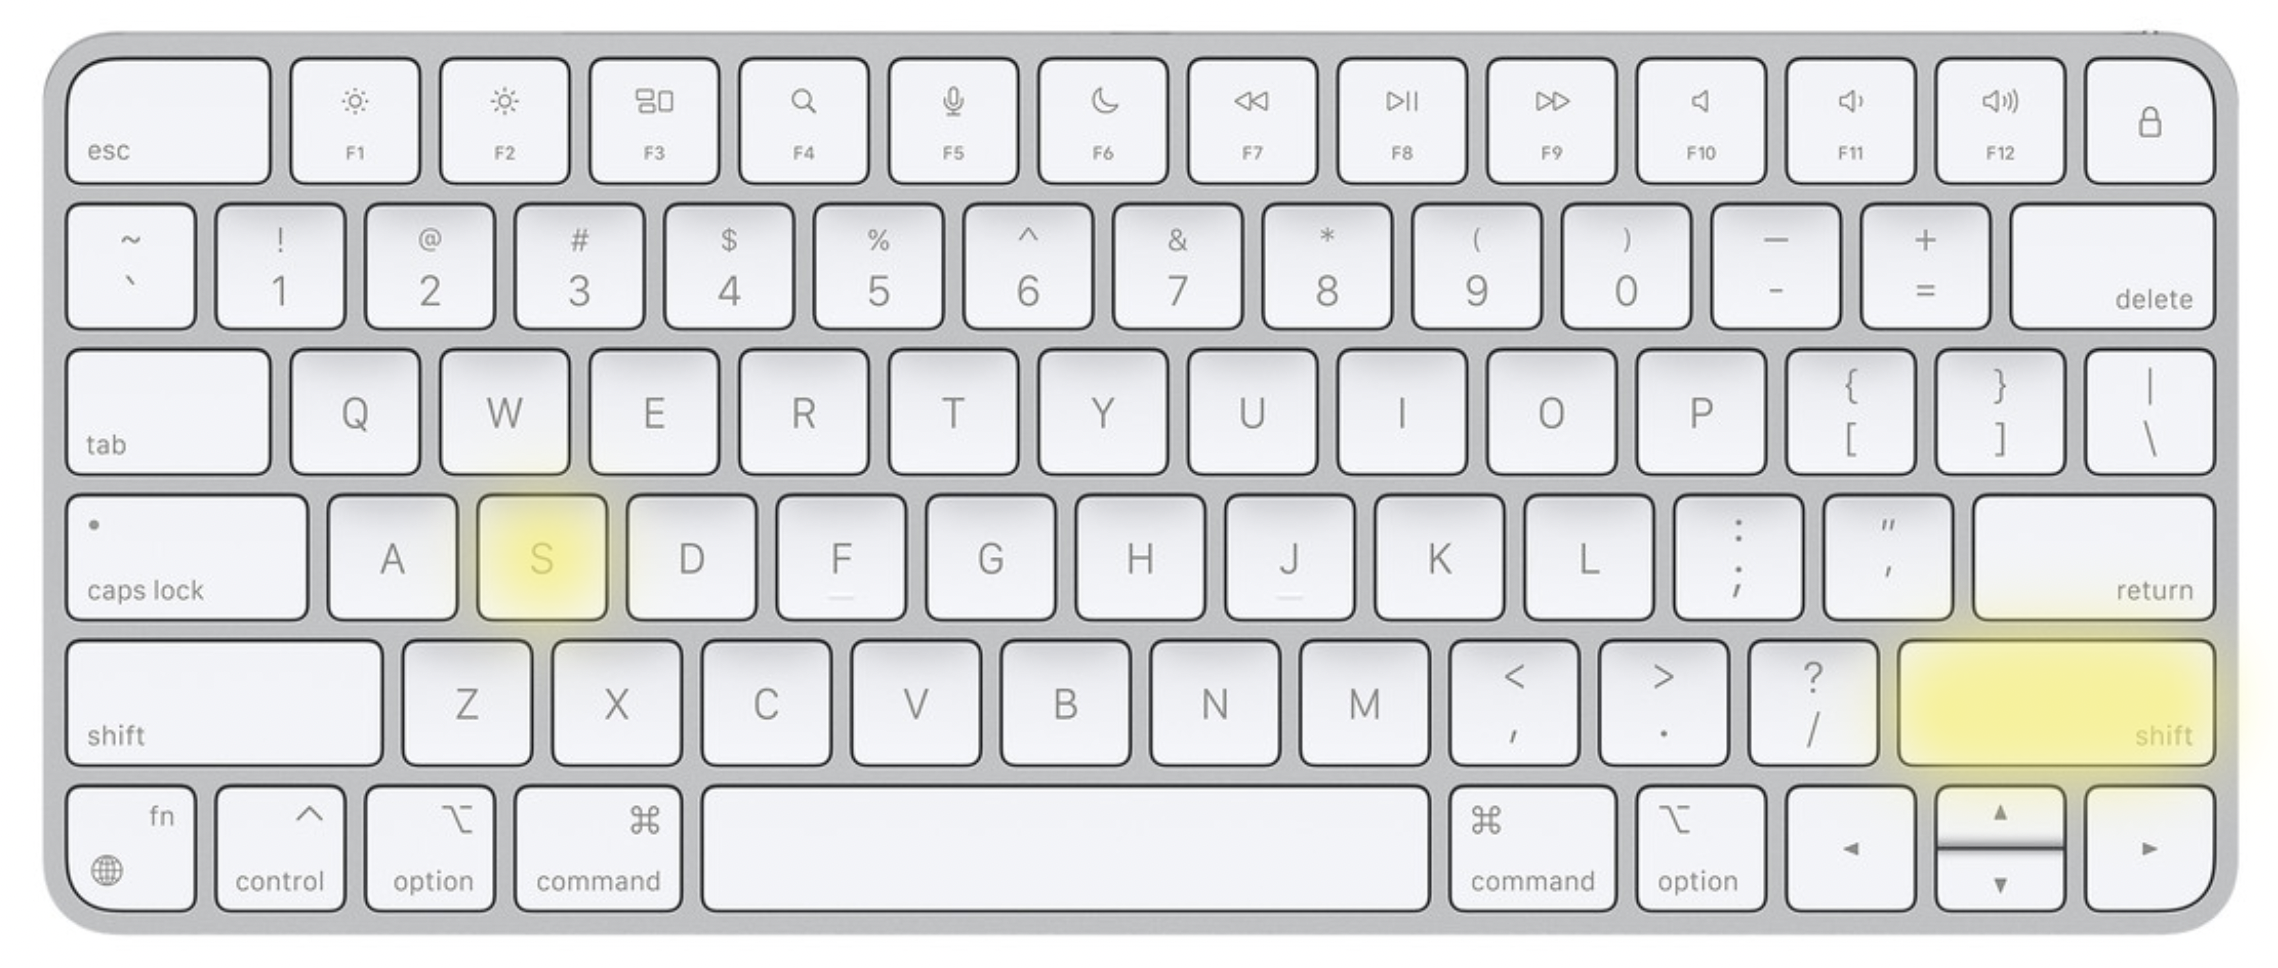 esc F1 F2 F3 F4 F5 F6 F7 F8 F9 F10 F11 F12
~ ! @ # $ % ^ & * ( ) — +
` 1 2 3 4 5 6 7 8 9 0 - = delete
tab Q W E R T Y U I O P { } |
[ ] \
caps lock A S D F G H J K L : "
; ' return
shift Z X C V B N M < > ?
, . / shift
fn ^ ⌥ ⌘ ⌘ ⌥
control option command command option